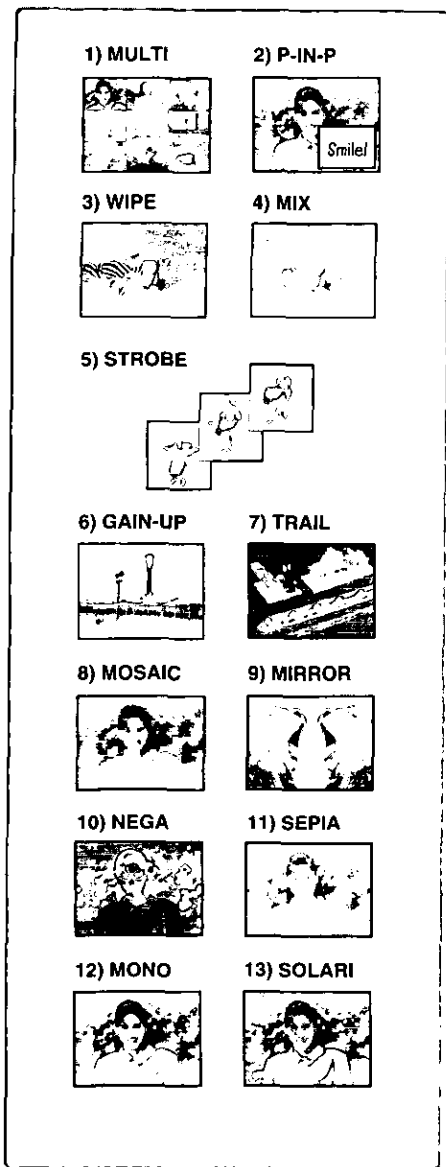 1) MULTI 2) P-IN-P
Smile!
3) WIPE 4) MIX
5) STROBE
6) GAIN-UP 7) TRAIL
8) MOSAIC 9) MIRROR
10) NEGA 11) SEPIA
12) MONO 13) SOLARI